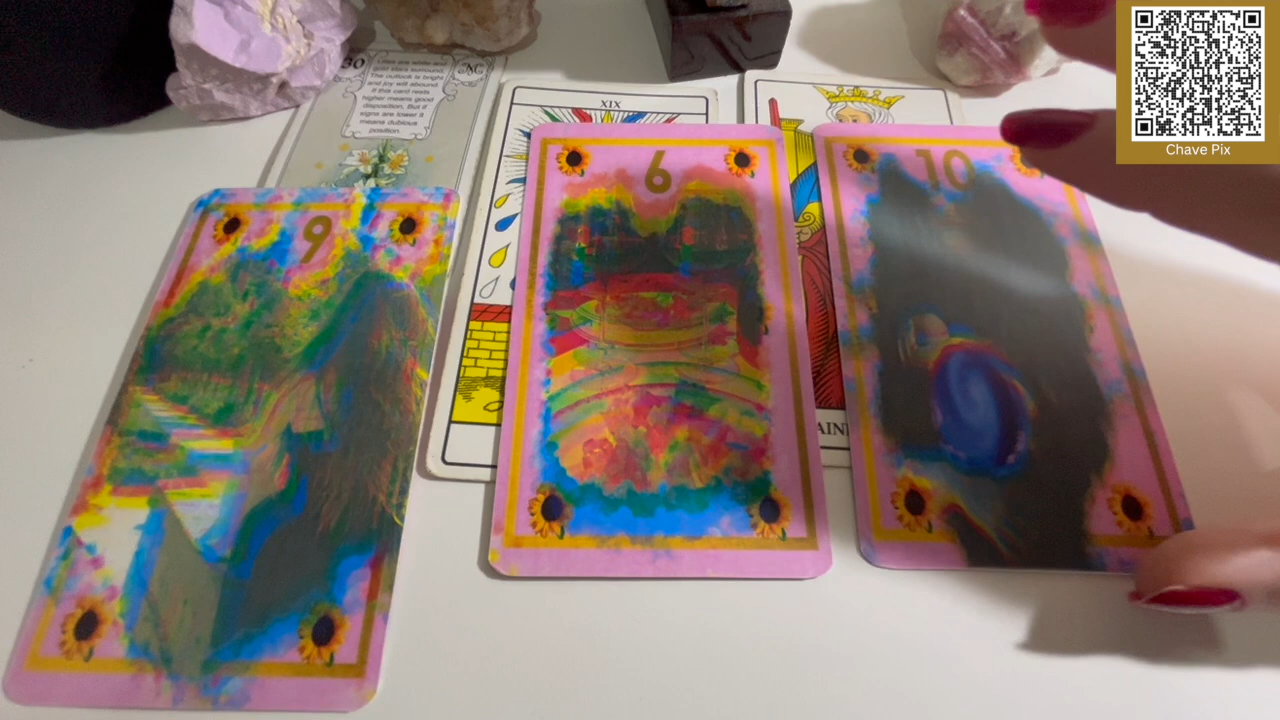 30
Lilies are white and
gold stars surround.
The outlook is bright
and joy will abound.
If this card rests
higher means good
disposition. But if
signs are lower it
means dubious
position.
XIX
9
6
10
Chave Pix